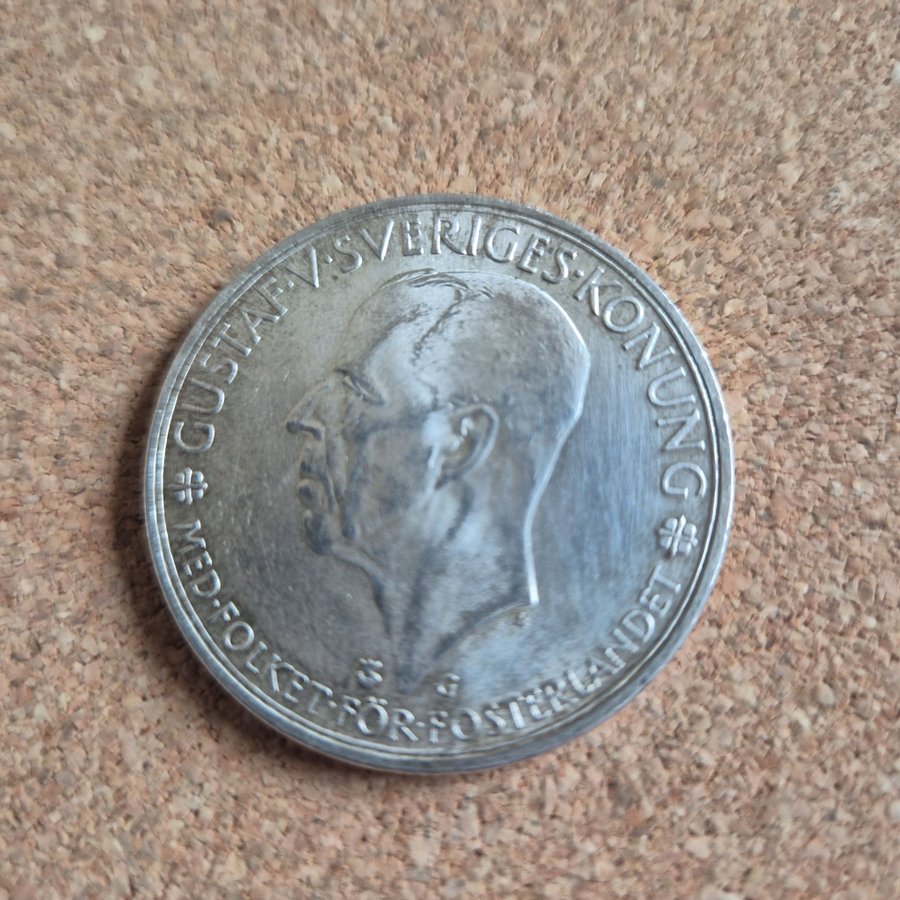 GUSTAF·V·SVERIGES·KONUNG
MED·FOLKET·FÖR·FOSTERLANDET
G